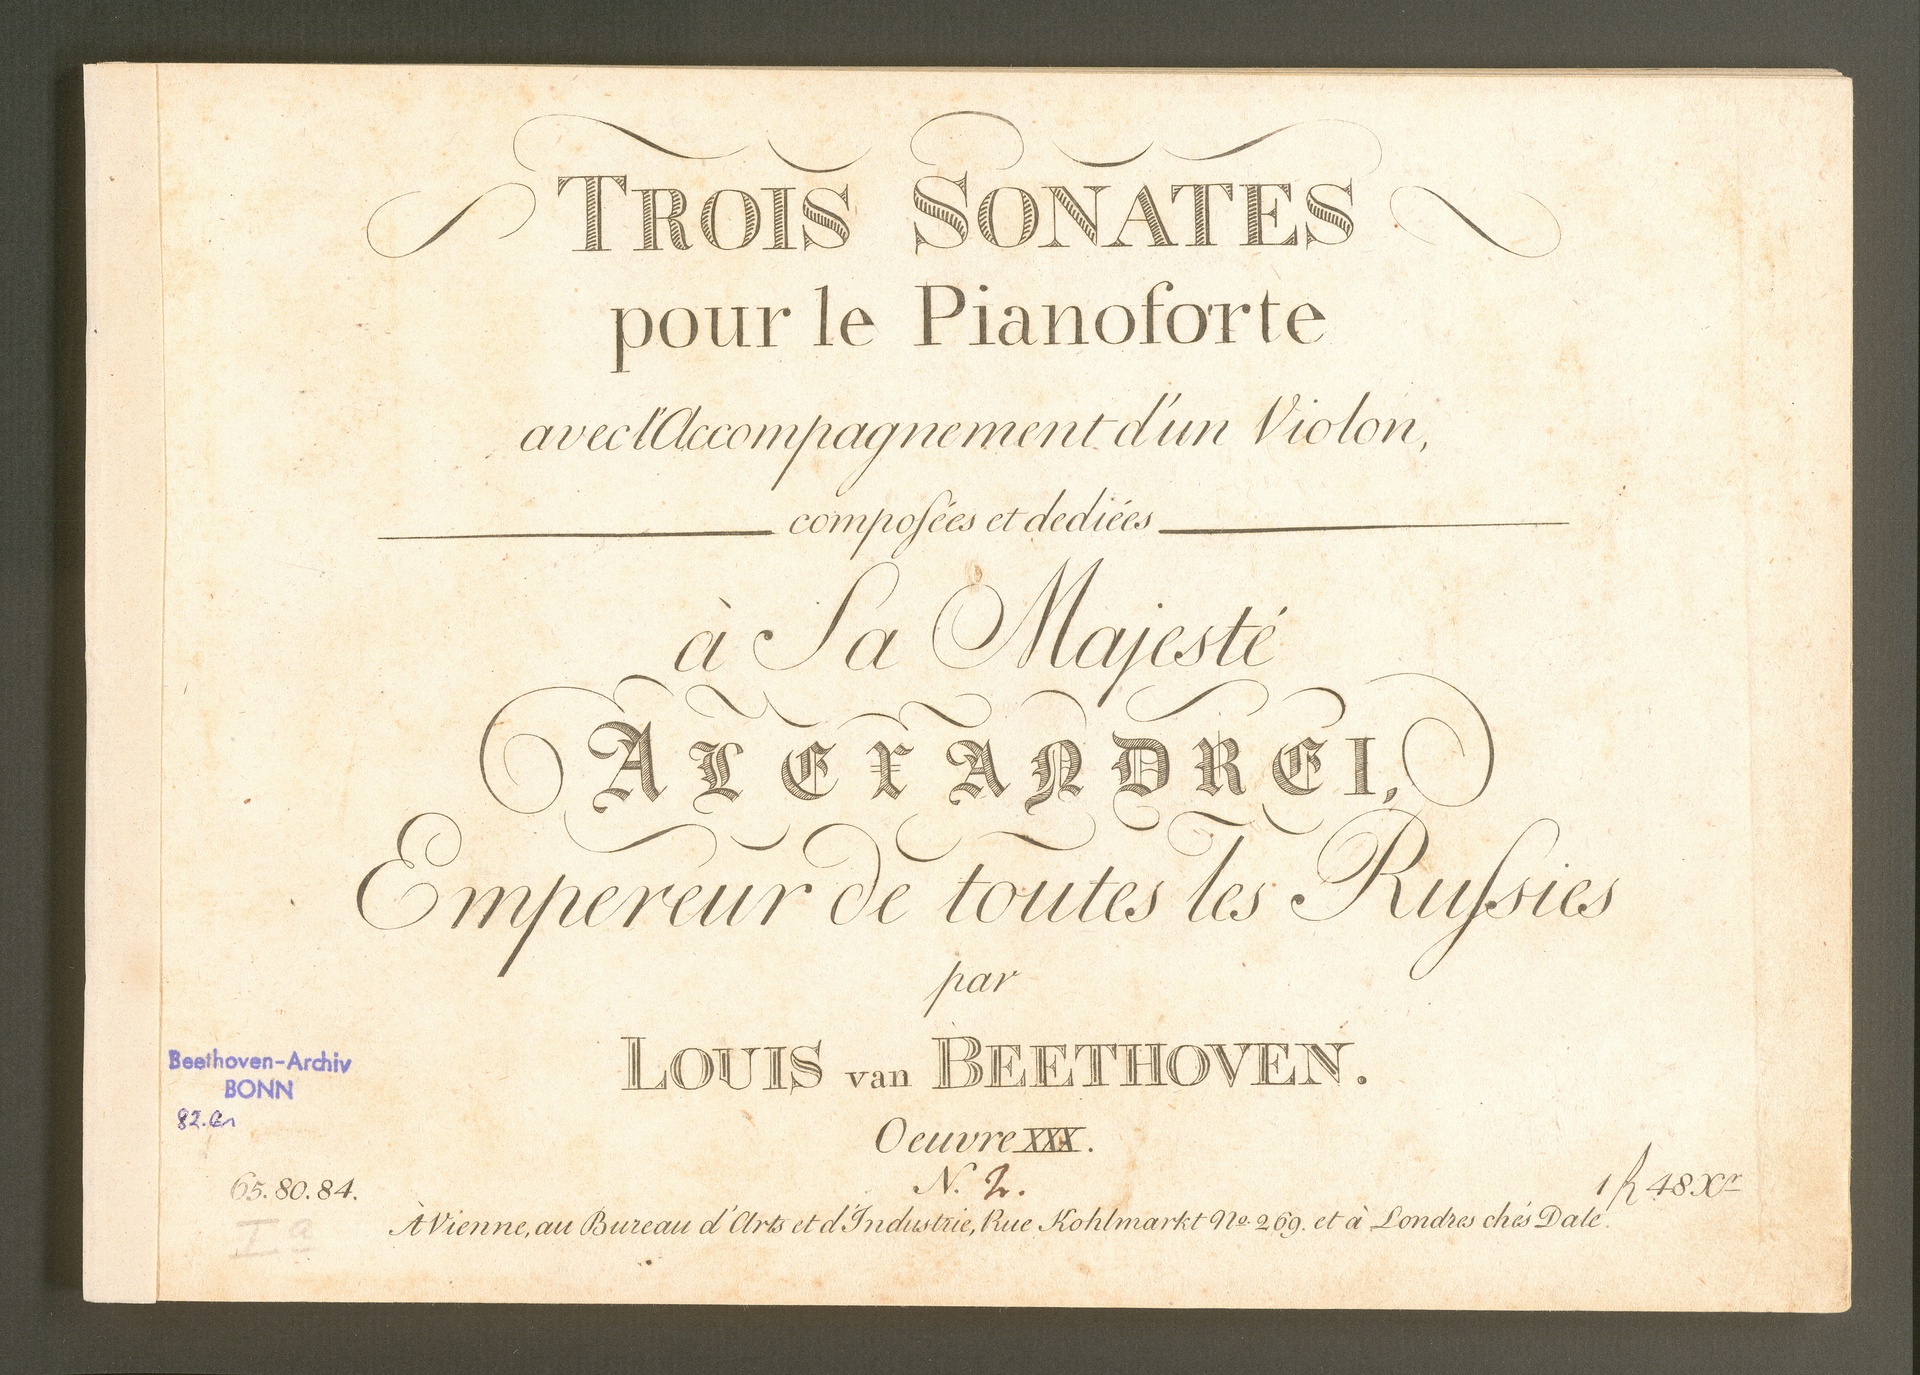 TROIS SONATES
pour le Pianoforte
avec l'Accompagnement d'un Violon,
composées et dediées
à Sa Majesté
ALEXANDRE I,
Empereur de toutes les Russies
par
LOUIS van BEETHOVEN.
Oeuvre XXX.
N. 2.
Beethoven-Archiv
BONN
65. 80. 84.
1 f 48 Xr
À Vienne, au Bureau d'Arts et d'Industrie, Rue Kohlmarkt No. 269. et à Londres chés Dale.
Ia